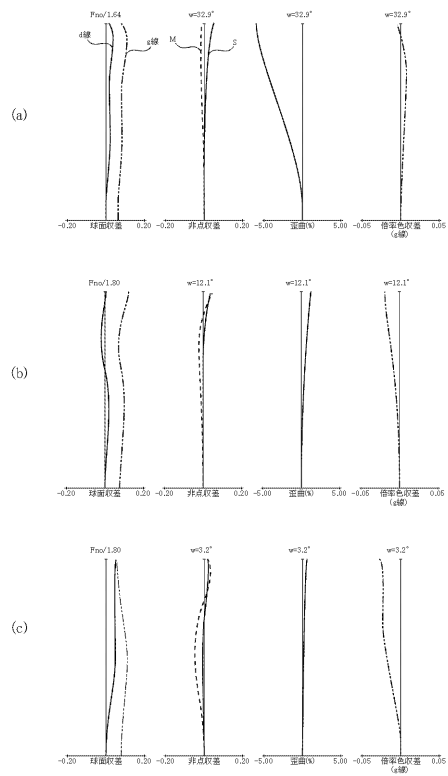 Fno/1.64 w=32.9° w=32.9° w=32.9°
d線 g線 M S
(a)
-0.20 0.20 -0.20 0.20 -5.00 5.00 -0.05 0.05
球面収差 非点収差 歪曲(%) 倍率色収差
(g線)
Fno/1.80 w=12.1° w=12.1° w=12.1°
(b)
-0.20 0.20 -0.20 0.20 -5.00 5.00 -0.05 0.05
球面収差 非点収差 歪曲(%) 倍率色収差
(g線)
Fno/1.80 w=3.2° w=3.2° w=3.2°
(c)
-0.20 0.20 -0.20 0.20 -5.00 5.00 -0.05 0.05
球面収差 非点収差 歪曲(%) 倍率色収差
(g線)